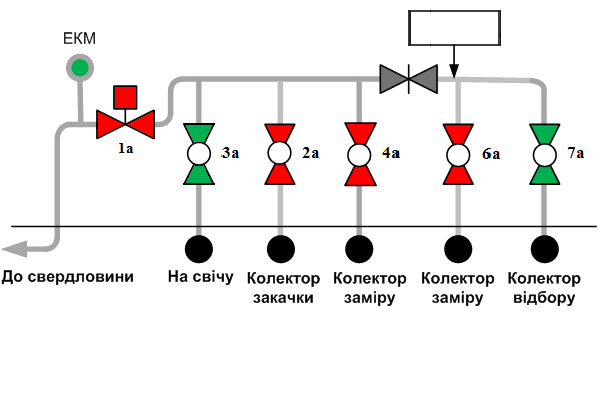 ЕКМ
1а
3а
2а
4а
6а
7а
До свердловини
На свічу
Колектор
закачки
Колектор
заміру
Колектор
заміру
Колектор
відбору